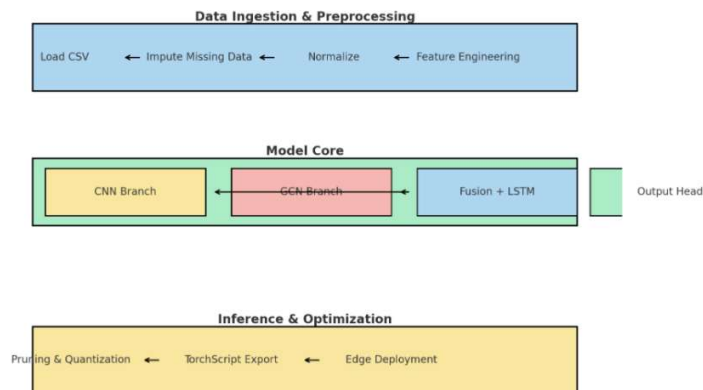 Data Ingestion & Preprocessing
Load CSV Impute Missing Data Normalize Feature Engineering
Model Core
CNN Branch GCN Branch Fusion + LSTM Output Head
Inference & Optimization
Pruning & Quantization TorchScript Export Edge Deployment